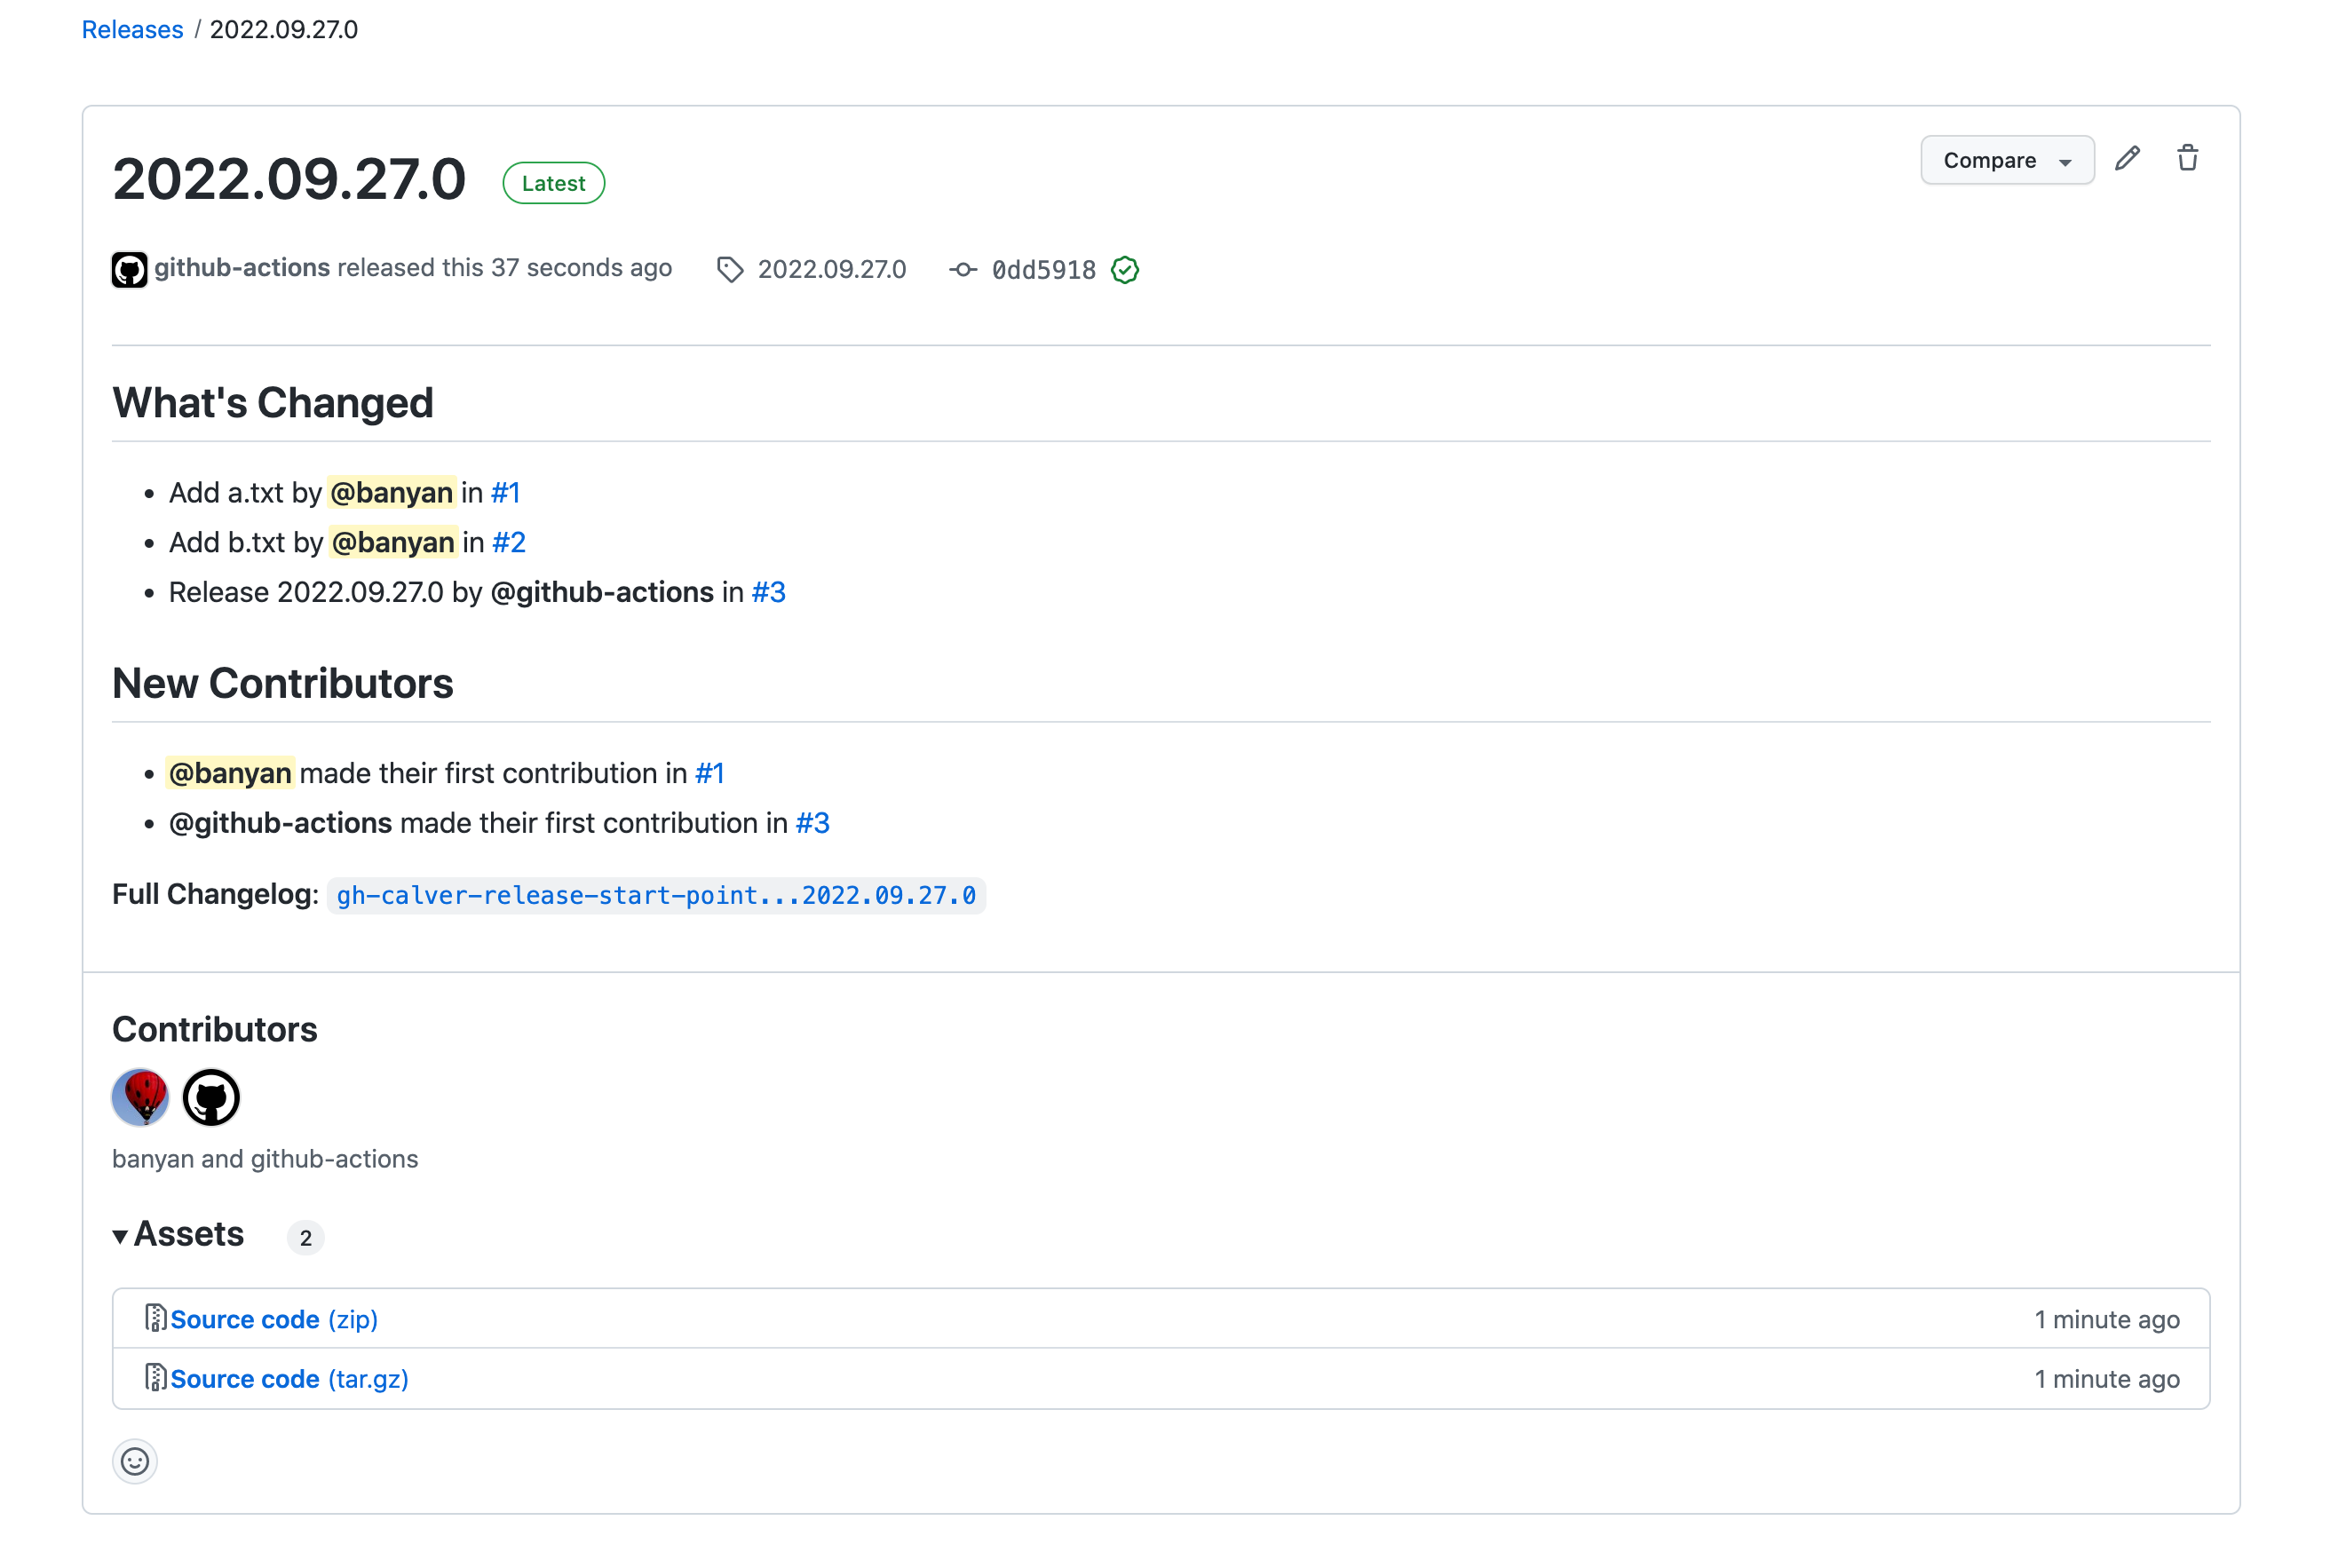 Releases / 2022.09.27.0
2022.09.27.0 Latest Compare
github-actions released this 37 seconds ago 2022.09.27.0 0dd5918
What's Changed
• Add a.txt by @banyan in #1
• Add b.txt by @banyan in #2
• Release 2022.09.27.0 by @github-actions in #3
New Contributors
• @banyan made their first contribution in #1
• @github-actions made their first contribution in #3
Full Changelog: gh-calver-release-start-point...2022.09.27.0
Contributors
banyan and github-actions
Assets 2
Source code (zip) 1 minute ago
Source code (tar.gz) 1 minute ago